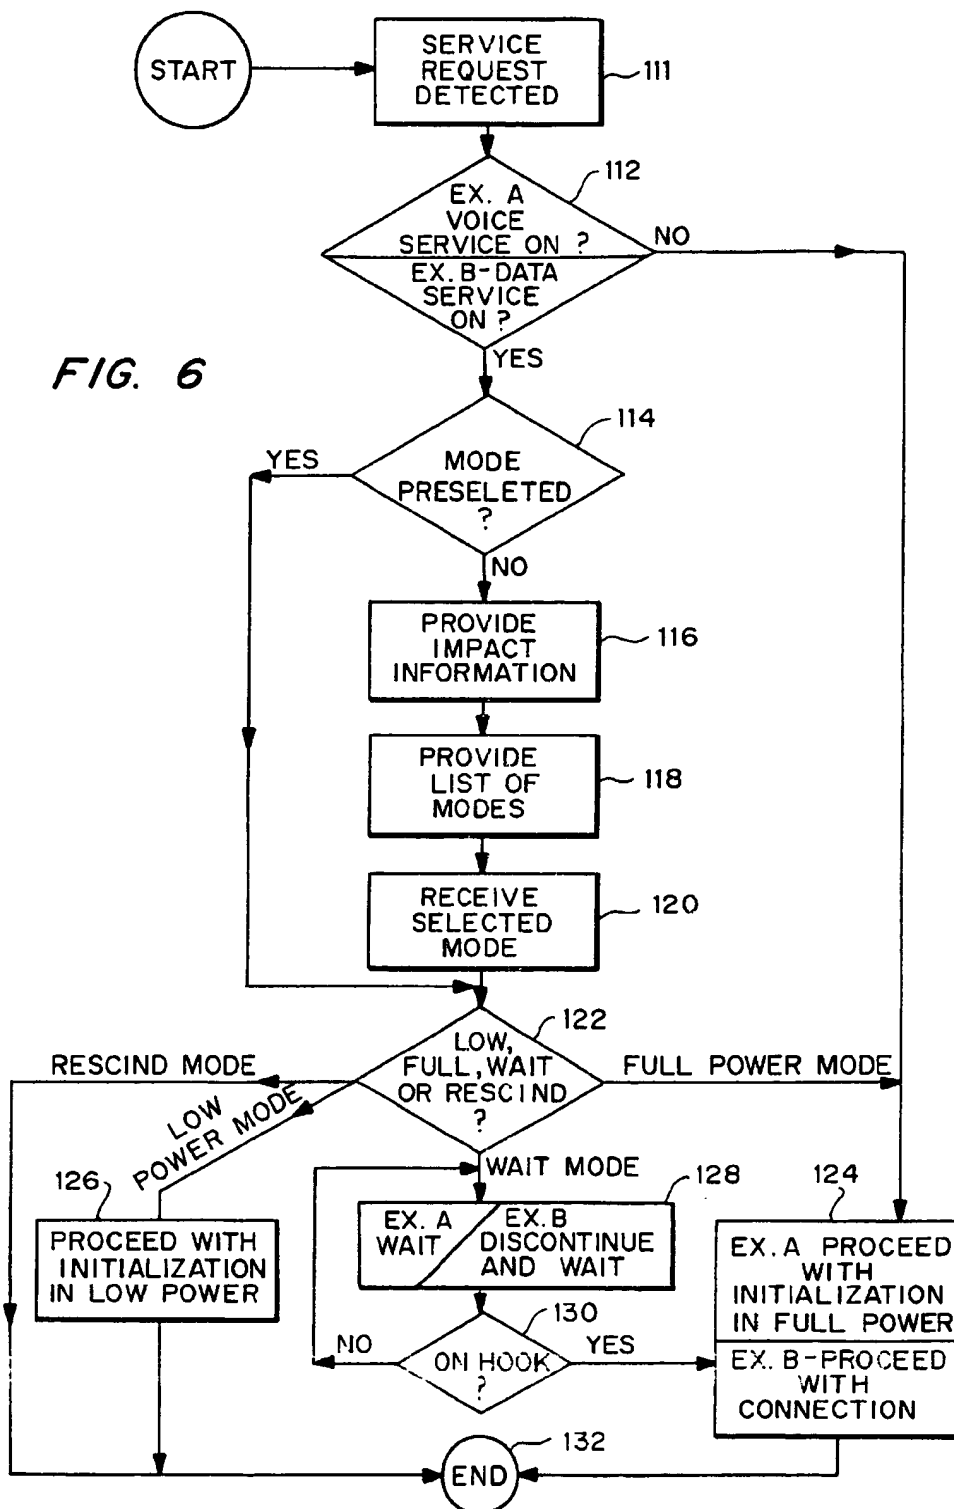 START
SERVICE
REQUEST
DETECTED
111
112
EX. A
VOICE
SERVICE ON ?
EX. B-DATA
SERVICE
ON ?
NO
YES
FIG. 6
114
YES
MODE
PRESELETED
?
NO
PROVIDE
IMPACT
INFORMATION
116
PROVIDE
LIST OF
MODES
118
RECEIVE
SELECTED
MODE
120
122
RESCIND MODE
LOW,
FULL, WAIT
OR RESCIND
?
FULL POWER MODE
LOW
POWER MODE
WAIT MODE
126
128
124
PROCEED WITH
INITIALIZATION
IN LOW POWER
EX. A
WAIT
EX. B
DISCONTINUE
AND WAIT
EX. A PROCEED
WITH
INITIALIZATION
IN FULL POWER
EX. B-PROCEED
WITH
CONNECTION
130
NO
ON HOOK
?
YES
132
END